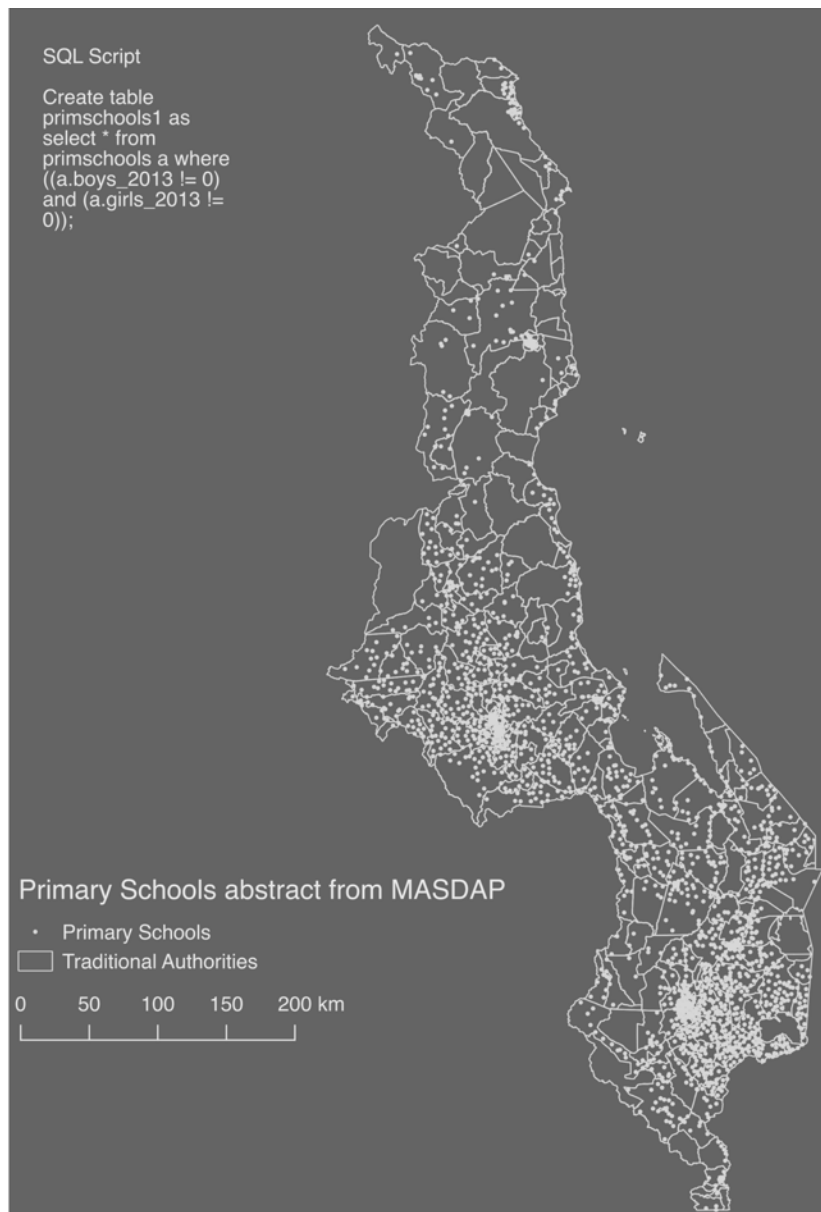 SQL Script
Create table
primschools1 as
select * from
primschools a where
((a.boys_2013 != 0)
and (a.girls_2013 !=
0));
Primary Schools abstract from MASDAP
Primary Schools
Traditional Authorities
0 50 100 150 200 km